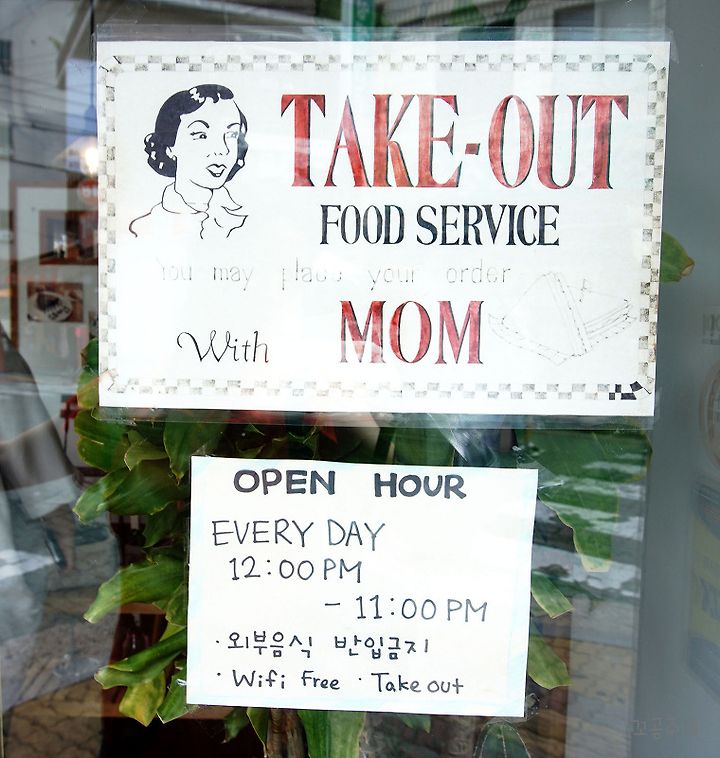 TAKE-OUT
FOOD SERVICE
You may place your order
With MOM
OPEN HOUR
EVERY DAY
12:00 PM
- 11:00 PM
· 외부음식 반입금지
· Wifi Free · Take out